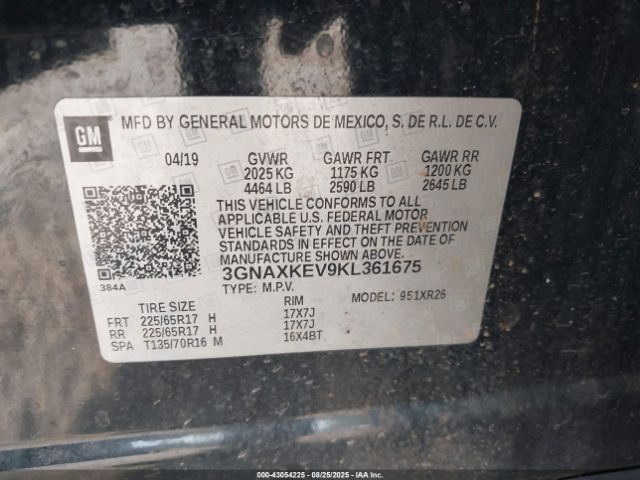 GM
MFD BY GENERAL MOTORS DE MEXICO, S. DE R.L. DE C.V.
04/19 GVWR GAWR FRT GAWR RR
2025 KG 1175 KG 1200 KG
4464 LB 2590 LB 2645 LB
THIS VEHICLE CONFORMS TO ALL
APPLICABLE U.S. FEDERAL MOTOR
VEHICLE SAFETY AND THEFT PREVENTION
STANDARDS IN EFFECT ON THE DATE OF
MANUFACTURE SHOWN ABOVE.
3GNAXKEV9KL361675
384A
TYPE: M.P.V.
MODEL: 951XR26
TIRE SIZE RIM
FRT 225/65R17 H 17X7J
RR 225/65R17 H 17X7J
SPA T135/70R16 M 16X4BT
000-43054225 - 08/25/2025 - IAAI.COM